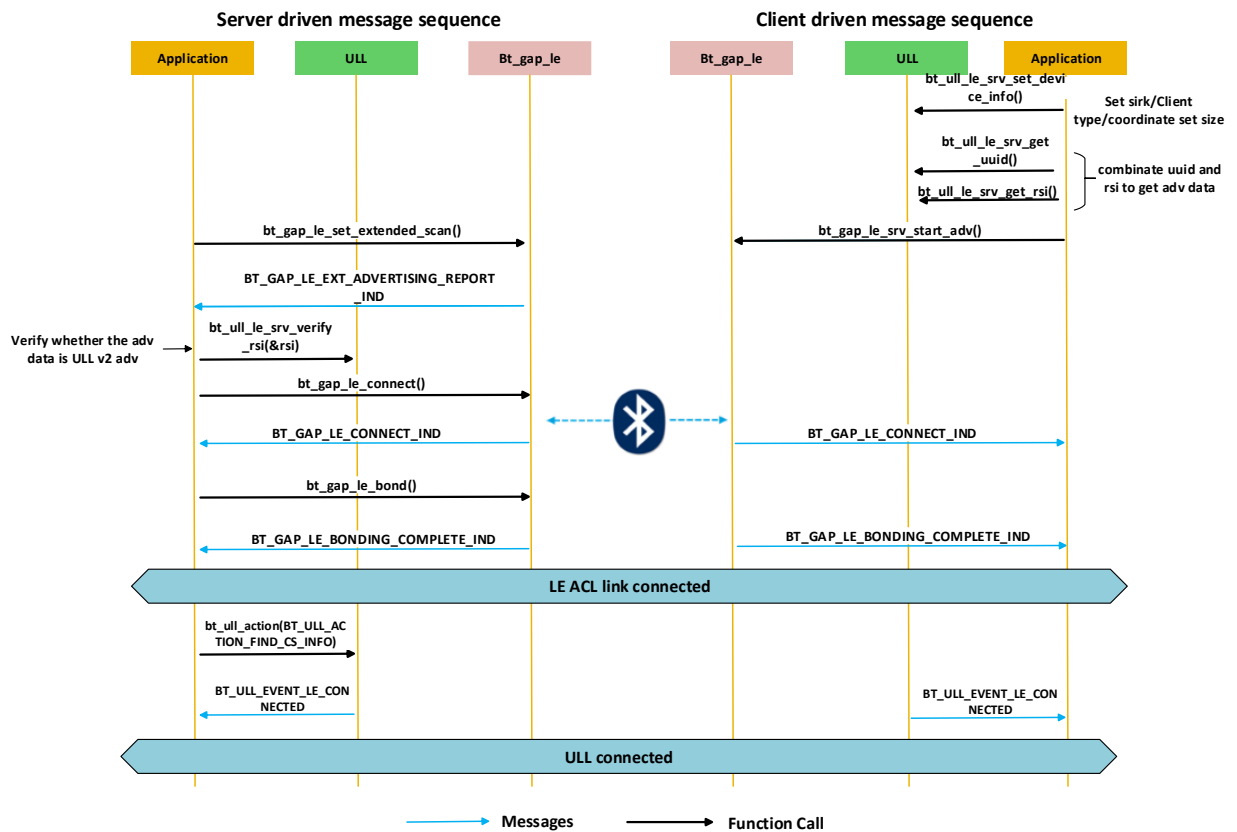 Server driven message sequence
Client driven message sequence
Application
ULL
Bt_gap_le
Bt_gap_le
ULL
Application
bt_ull_le_srv_set_devi
ce_info()
Set sirk/Client
type/coordinate set size
bt_ull_le_srv_get
_uuid()
combinate uuid and
rsi to get adv data
bt_ull_le_srv_get_rsi()
bt_gap_le_set_extended_scan()
bt_gap_le_srv_start_adv()
BT_GAP_LE_EXT_ADVERTISING_REPORT
_IND
Verify whether the adv
data is ULL v2 adv
bt_ull_le_srv_verify
_rsi(&rsi)
bt_gap_le_connect()
BT_GAP_LE_CONNECT_IND
BT_GAP_LE_CONNECT_IND
bt_gap_le_bond()
BT_GAP_LE_BONDING_COMPLETE_IND
BT_GAP_LE_BONDING_COMPLETE_IND
LE ACL link connected
bt_ull_action(BT_ULL_AC
TION_FIND_CS_INFO)
BT_ULL_EVENT_LE_CON
NECTED
BT_ULL_EVENT_LE_CON
NECTED
ULL connected
Messages
Function Call